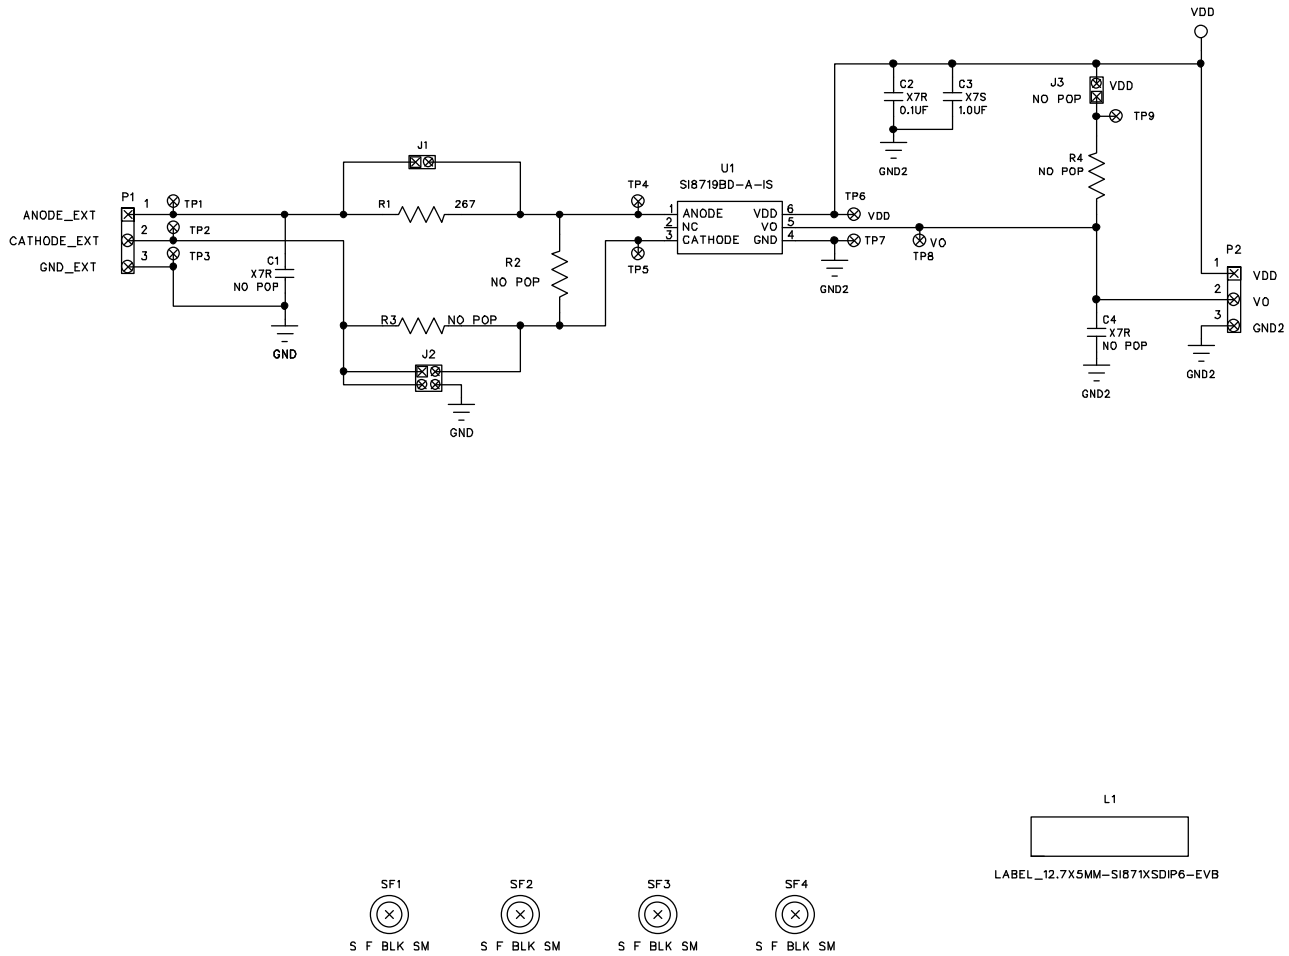 VDD
C2
X7R
0.1UF
C3
X7S
1.0UF
J3
NO POP
VDD
TP9
GND2
R4
NO POP
J1
U1
SI8719BD-A-IS
P1
ANODE_EXT
1
TP1
CATHODE_EXT
2
TP2
GND_EXT
3
TP3
R1
267
TP4
1
ANODE
VDD
6
TP6
VDD
2
NC
VO
5
3
CATHODE
GND
4
TP7
VO
TP8
TP5
GND2
C1
X7R
NO POP
R2
NO POP
GND
R3
NO POP
J2
GND
P2
1
VDD
2
VO
3
GND2
C4
X7R
NO POP
GND2
GND2
L1
LABEL_12.7X5MM-SI871XSDIP6-EVB
SF1
SF2
SF3
SF4
S F BLK SM
S F BLK SM
S F BLK SM
S F BLK SM